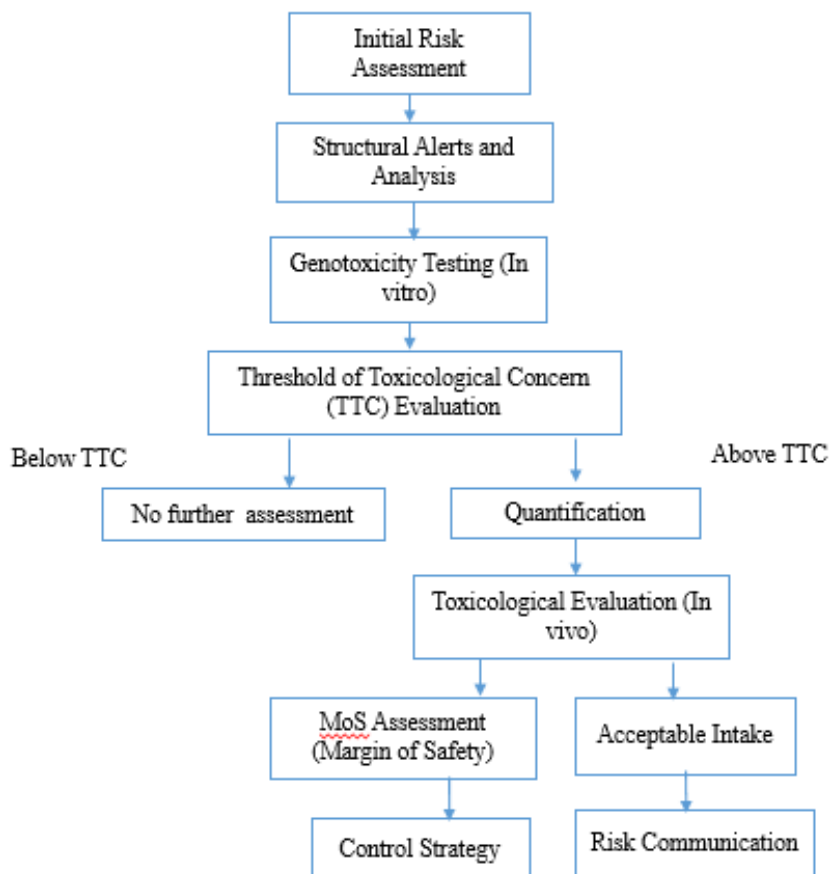 Initial Risk
Assessment
Structural Alerts and
Analysis
Genotoxicity Testing (In
vitro)
Threshold of Toxicological Concern
(TTC) Evaluation
Below TTC
Above TTC
No further assessment
Quantification
Toxicological Evaluation (In
vivo)
MoS Assessment
(Margin of Safety)
Acceptable Intake
Control Strategy
Risk Communication